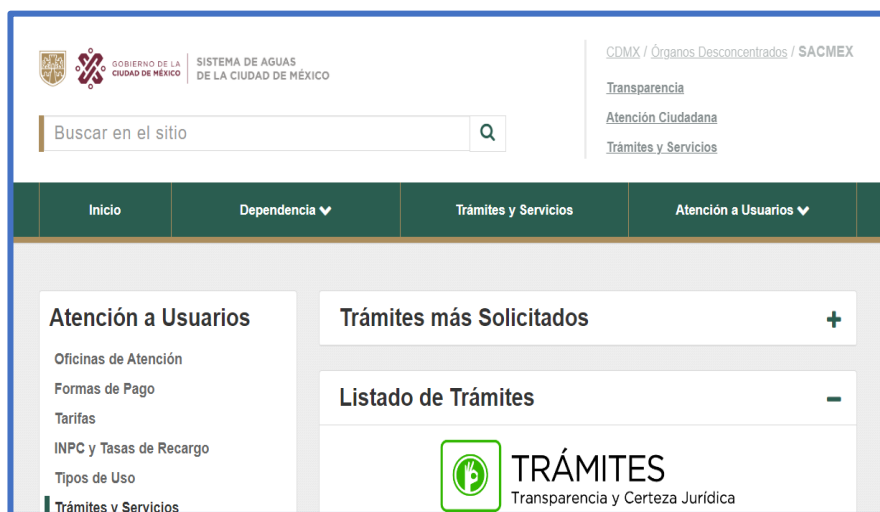 GOBIERNO DE LA
CIUDAD DE MÉXICO
SISTEMA DE AGUAS
DE LA CIUDAD DE MÉXICO
CDMX / Órganos Desconcentrados / SACMEX
Transparencia
Atención Ciudadana
Trámites y Servicios
Buscar en el sitio
Inicio Dependencia Trámites y Servicios Atención a Usuarios
Atención a Usuarios
Oficinas de Atención
Formas de Pago
Tarifas
INPC y Tasas de Recargo
Tipos de Uso
Trámites y Servicios
Trámites más Solicitados
Listado de Trámites
TRÁMITES
Transparencia y Certeza Jurídica